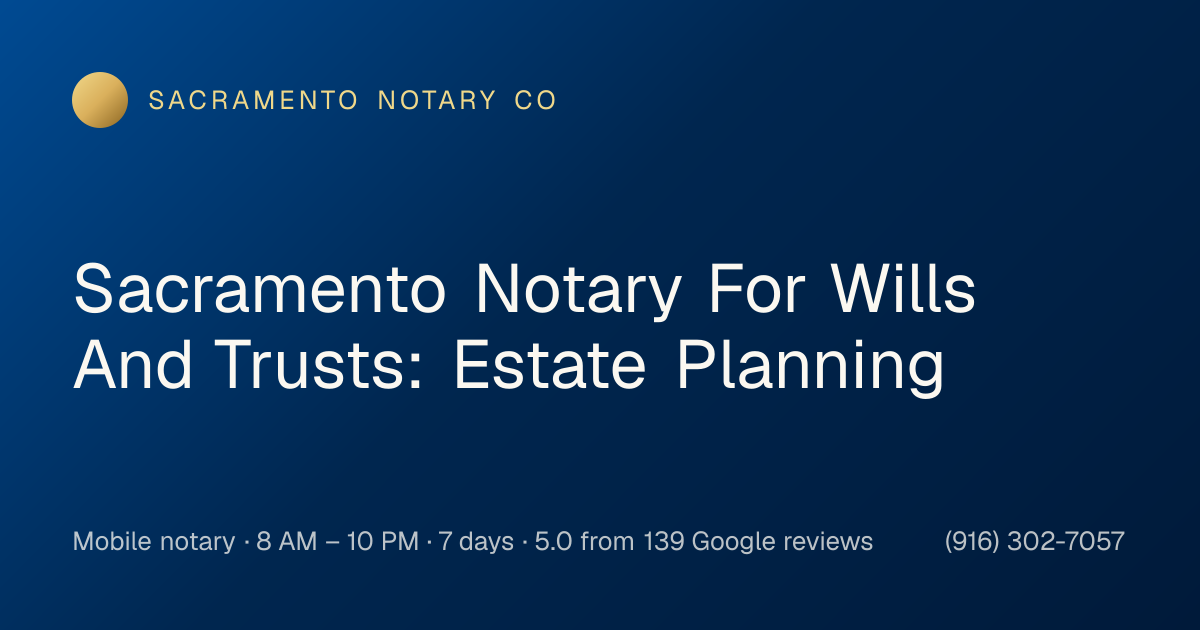 SACRAMENTO NOTARY CO
Sacramento Notary For Wills
And Trusts: Estate Planning
Mobile notary · 8 AM – 10 PM · 7 days · 5.0 from 139 Google reviews (916) 302-7057